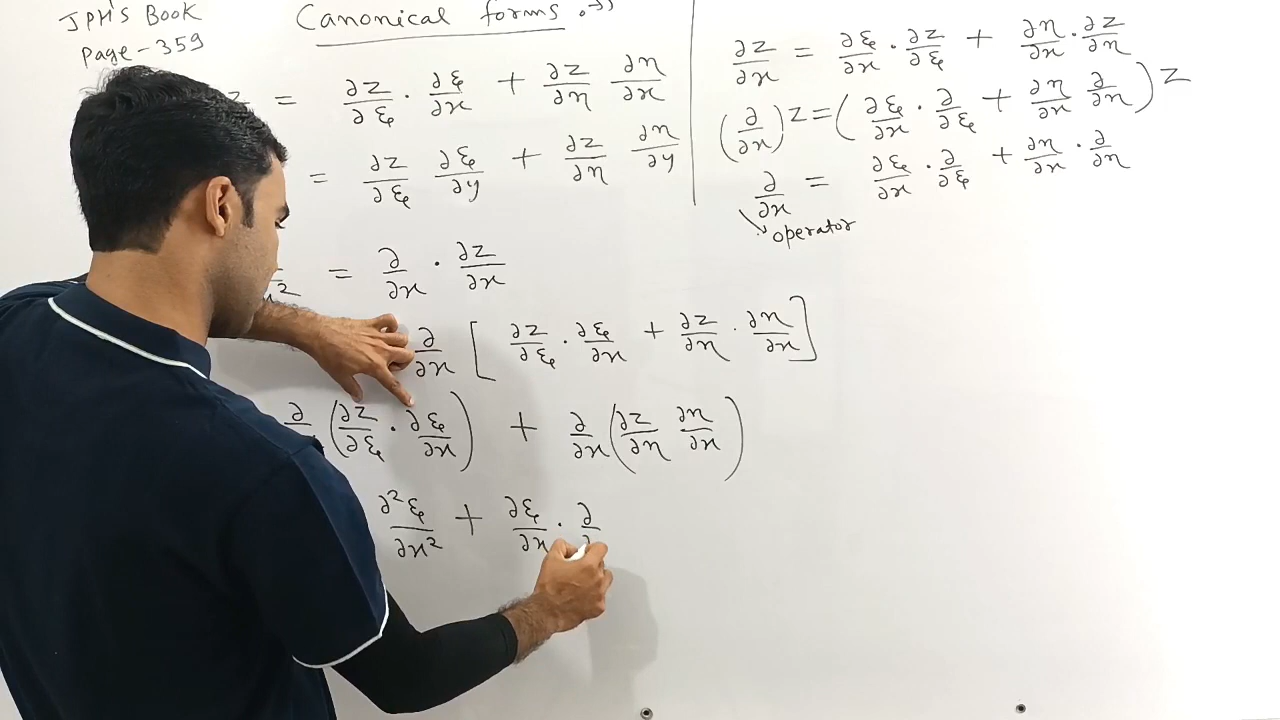 JPH's Book
Page - 359
Canonical forms :→
= ∂z/∂ξ · ∂ξ/∂x + ∂z/∂η ∂η/∂x
= ∂z/∂ξ ∂ξ/∂y + ∂z/∂η ∂η/∂y
= ∂/∂x · ∂z/∂x
∂/∂x [ ∂z/∂ξ · ∂ξ/∂x + ∂z/∂η · ∂η/∂x ]
(∂z/∂ξ · ∂ξ/∂x) + ∂/∂x (∂z/∂η ∂η/∂x)
∂²ξ/∂x² + ∂ξ/∂x · ∂/
∂z/∂x = ∂ξ/∂x · ∂z/∂ξ + ∂η/∂x · ∂z/∂η
(∂/∂x) z = (∂ξ/∂x · ∂/∂ξ + ∂η/∂x ∂/∂η) z
∂/∂x = ∂ξ/∂x · ∂/∂ξ + ∂η/∂x · ∂/∂η
operator